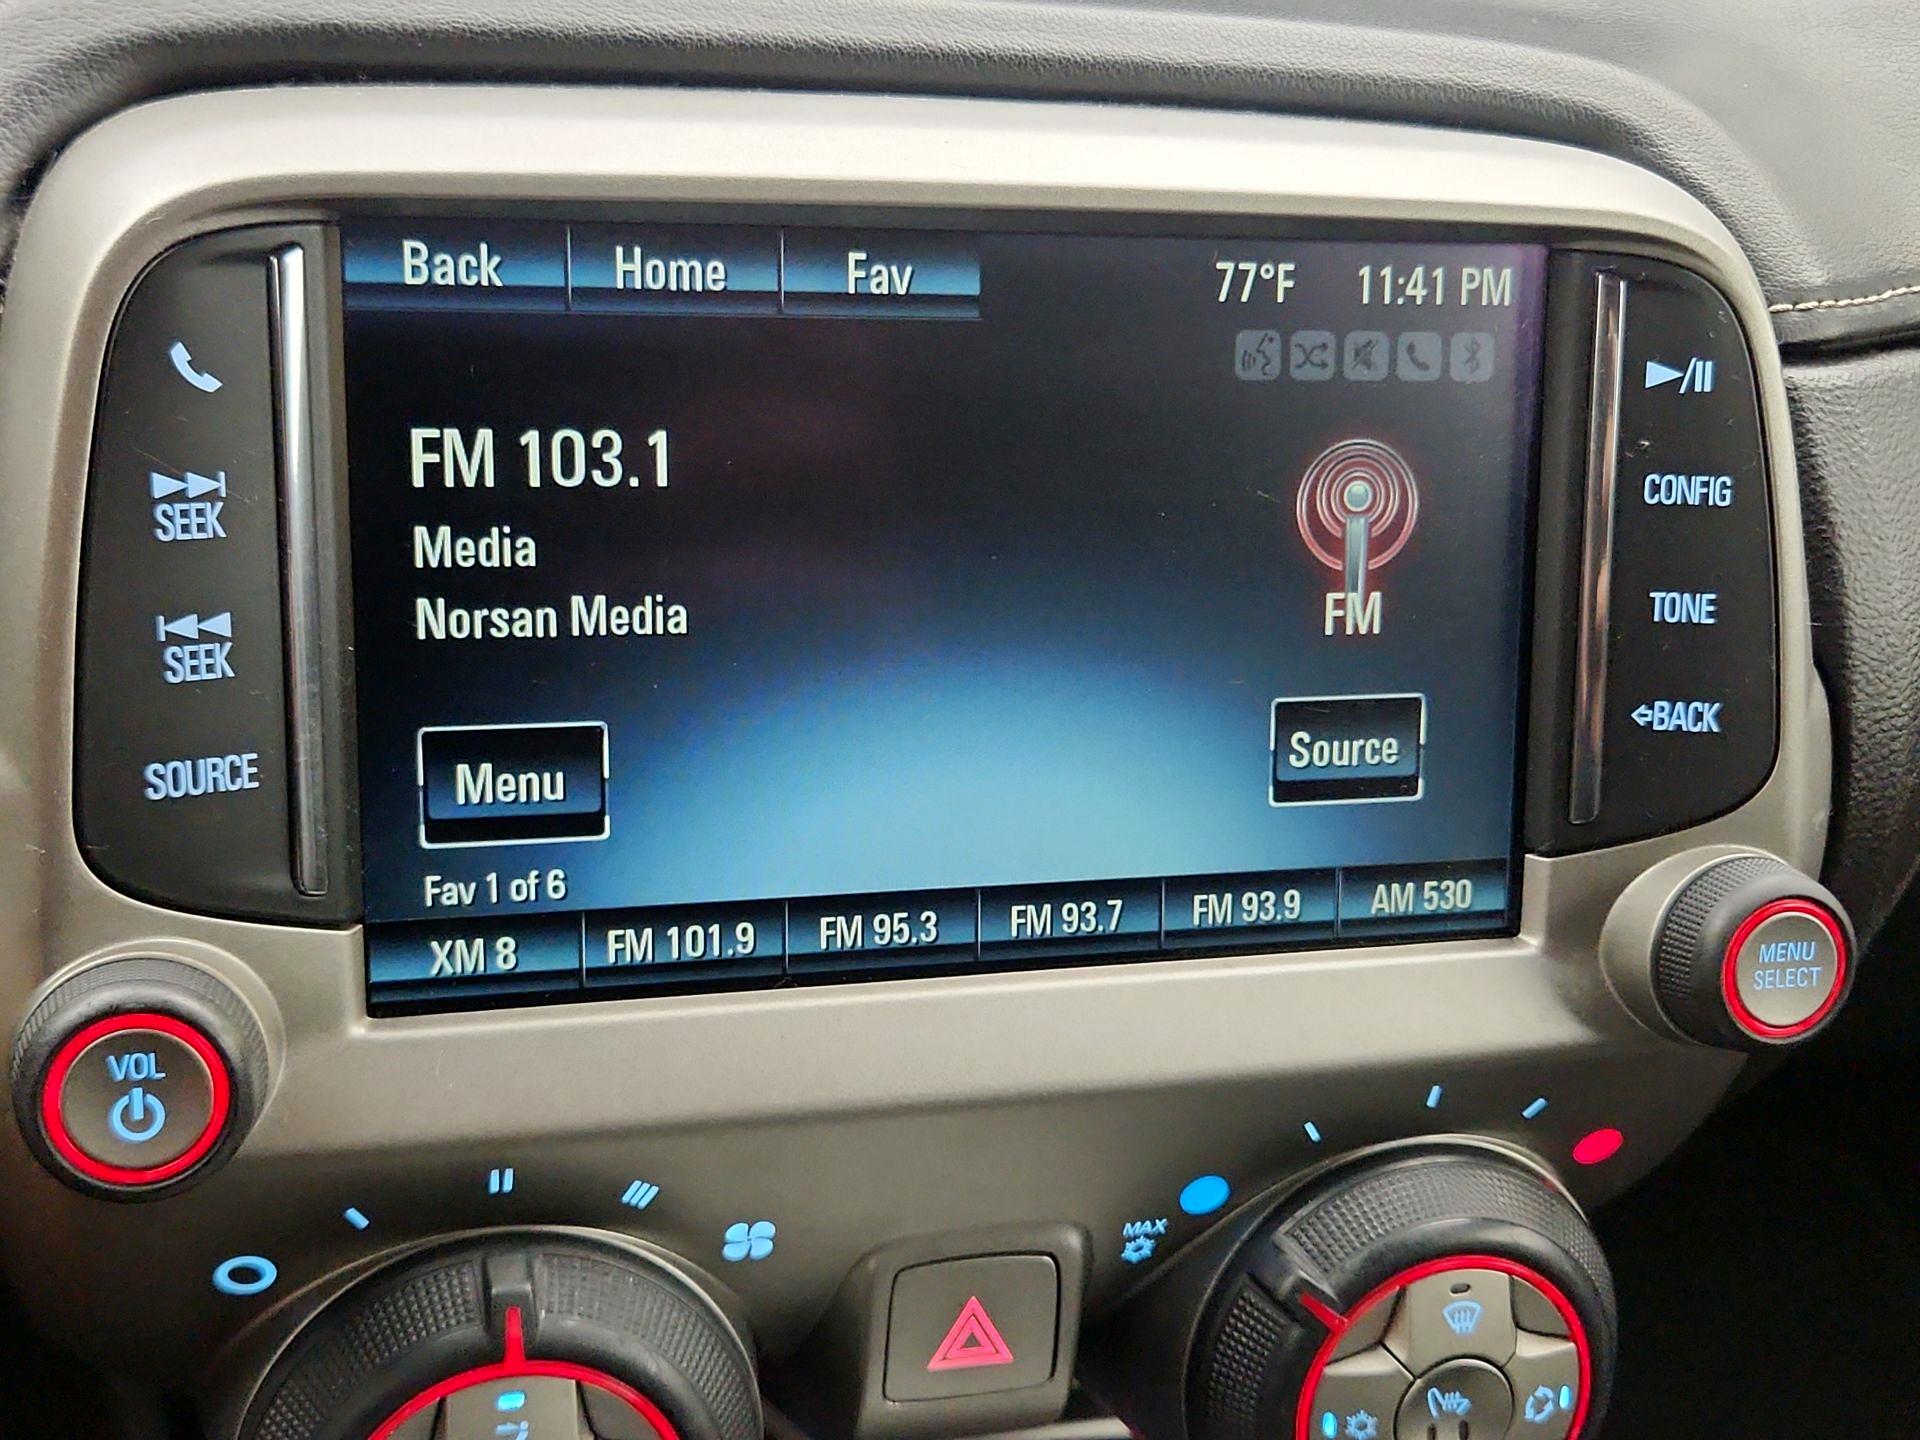 Back Home Fav 77°F 11:41 PM
FM 103.1
Media
Norsan Media
FM
Menu
Source
Fav 1 of 6
XM 8 FM 101.9 FM 95.3 FM 93.7 FM 93.9 AM 530
SEEK
SEEK
SOURCE
CONFIG
TONE
BACK
VOL
MENU
SELECT
MAX